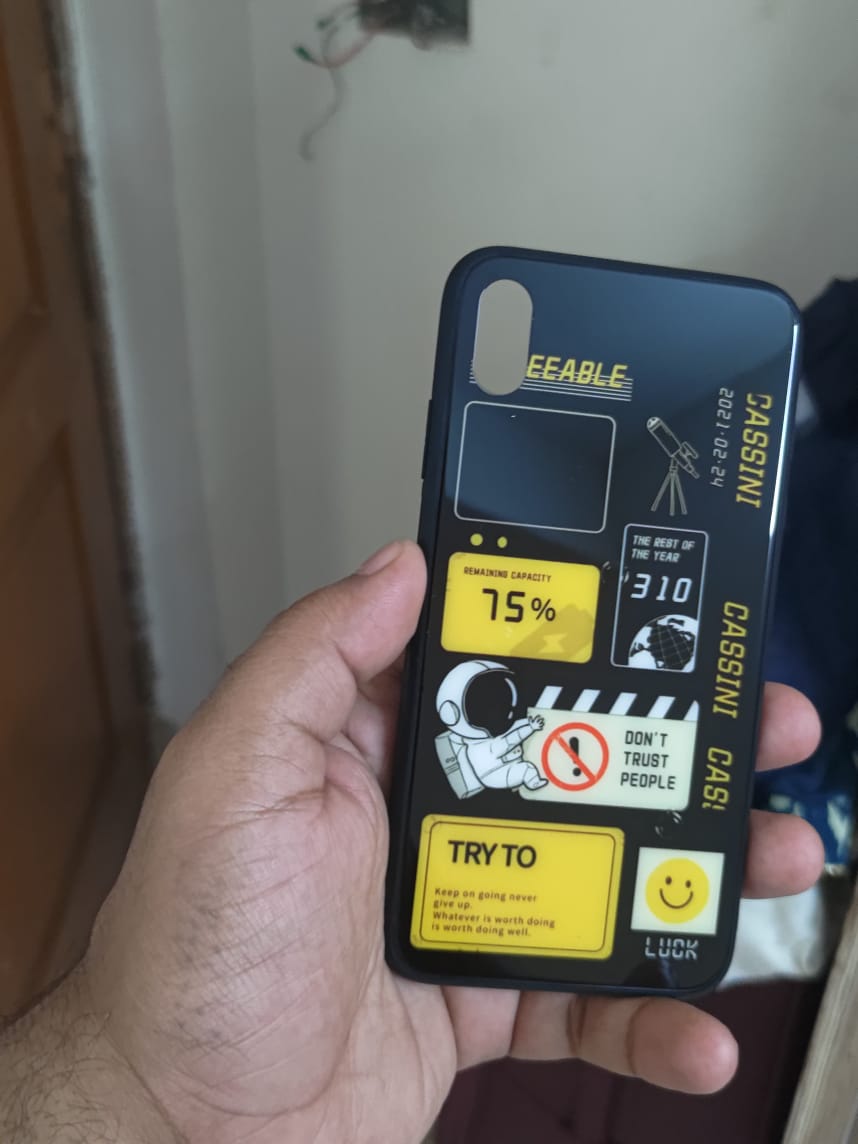 EEABLE
CASSINI
2021.02.24
THE REST OF
THE YEAR
310
REMAINING CAPACITY
75%
CASSINI
DON'T
TRUST
PEOPLE
CAS
TRY TO
Keep on going never
give up.
Whatever is worth doing
is worth doing well.
LUCK